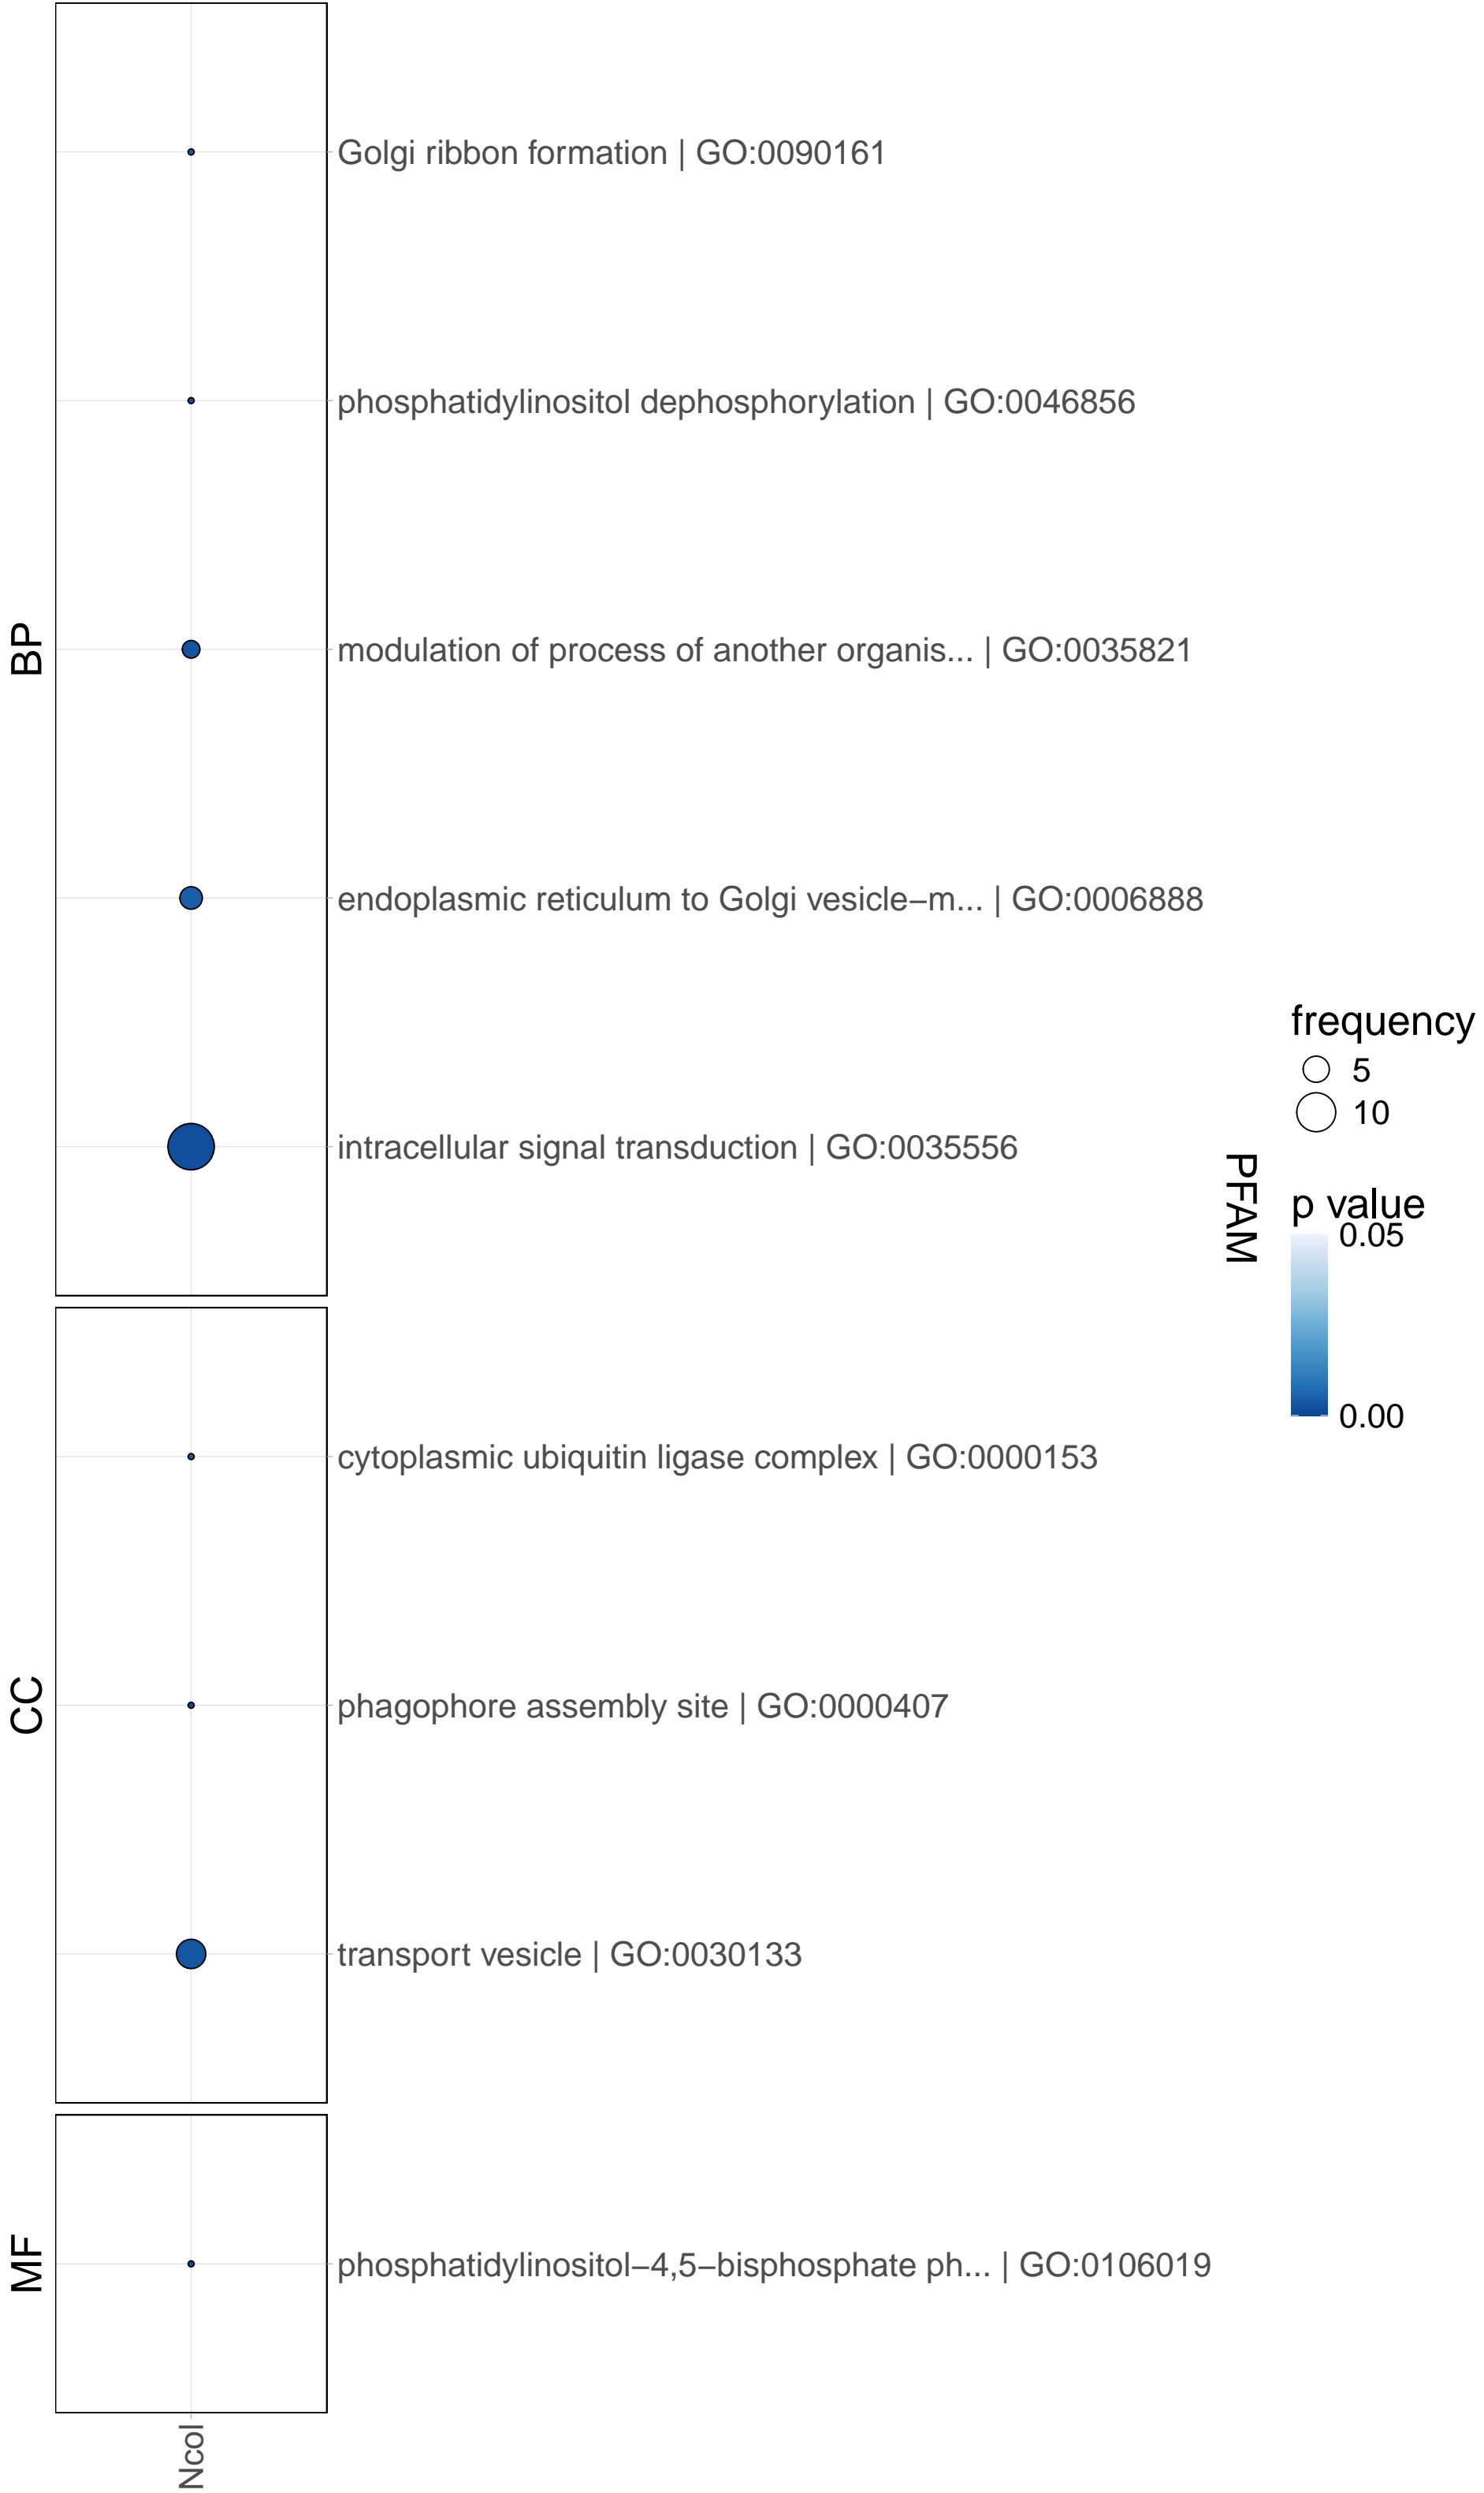 BP
Golgi ribbon formation | GO:0090161
phosphatidylinositol dephosphorylation | GO:0046856
modulation of process of another organis... | GO:0035821
endoplasmic reticulum to Golgi vesicle−m... | GO:0006888
intracellular signal transduction | GO:0035556
CC
cytoplasmic ubiquitin ligase complex | GO:0000153
phagophore assembly site | GO:0000407
transport vesicle | GO:0030133
MF
phosphatidylinositol−4,5−bisphosphate ph... | GO:0106019
Ncol
PFAM
frequency
5
10
p value
0.05
0.00